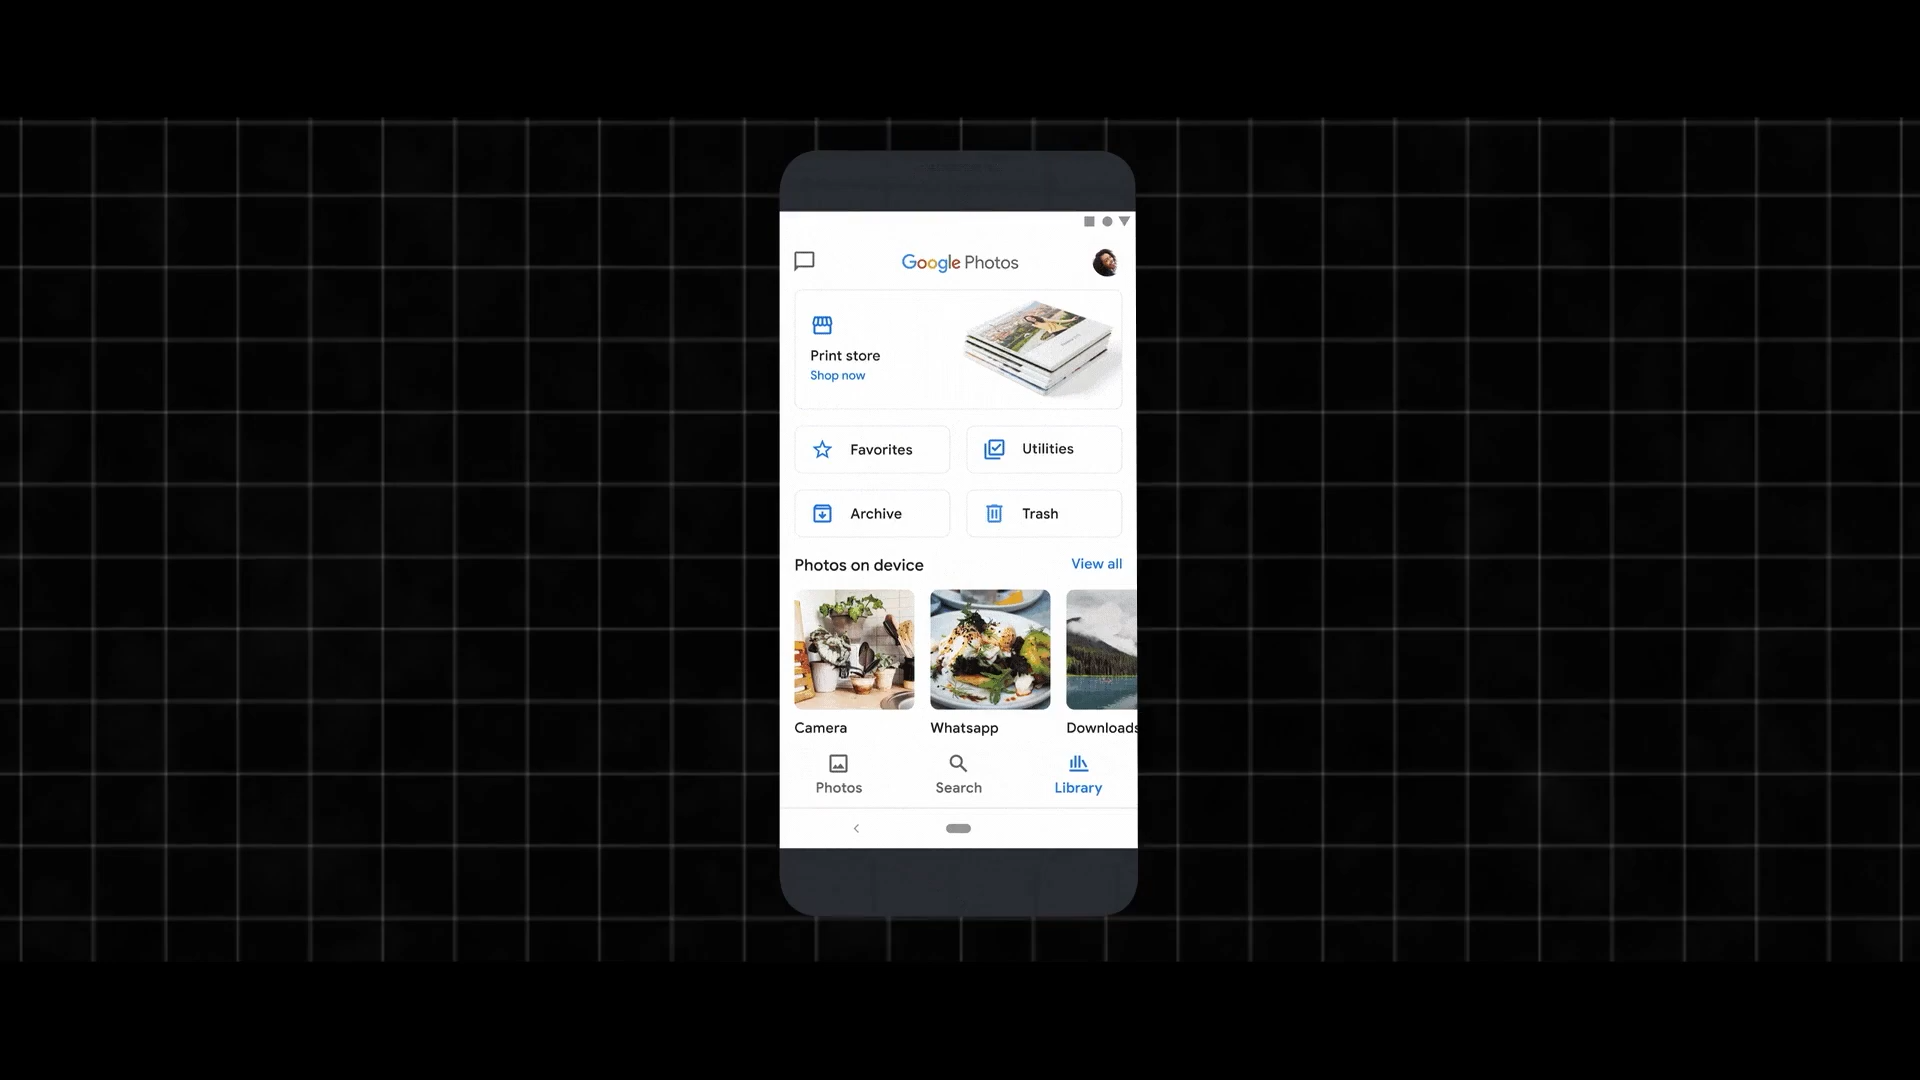 Google Photos
Print store
Shop now
Favorites
Utilities
Archive
Trash
Photos on device
View all
Camera
Whatsapp
Downloads
Photos
Search
Library